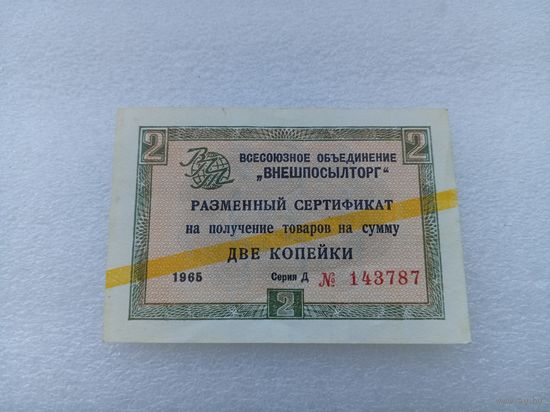 2 2
ВПТ
ВСЕСОЮЗНОЕ ОБЪЕДИНЕНИЕ
„ВНЕШПОСЫЛТОРГ"
РАЗМЕННЫЙ СЕРТИФИКАТ
на получение товаров на сумму
ДВЕ КОПЕЙКИ
1965 Серия Д № 143787
2